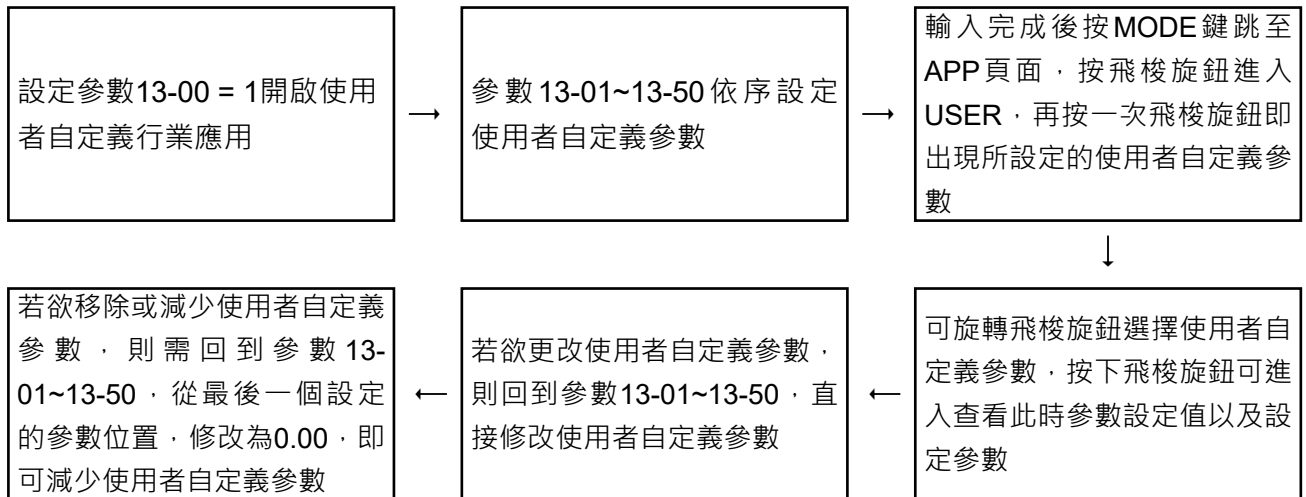 設定參數13-00 = 1開啟使用
者自定義行業應用
參數13-01~13-50依序設定
使用者自定義參數
輸入完成後按MODE鍵跳至
APP頁面，按飛梭旋鈕進入
USER，再按一次飛梭旋鈕即
出現所設定的使用者自定義參
數
可旋轉飛梭旋鈕選擇使用者自
定義參數，按下飛梭旋鈕可進
入查看此時參數設定值以及設
定參數
若欲更改使用者自定義參數，
則回到參數13-01~13-50，直
接修改使用者自定義參數
若欲移除或減少使用者自定義
參數，則需回到參數13-
01~13-50，從最後一個設定
的參數位置，修改為0.00，即
可減少使用者自定義參數